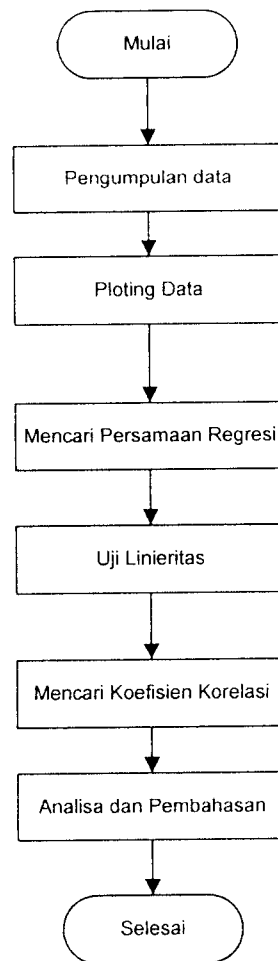 Mulai
Pengumpulan data
Ploting Data
Mencari Persamaan Regresi
Uji Linieritas
Mencari Koefisien Korelasi
Analisa dan Pembahasan
Selesai